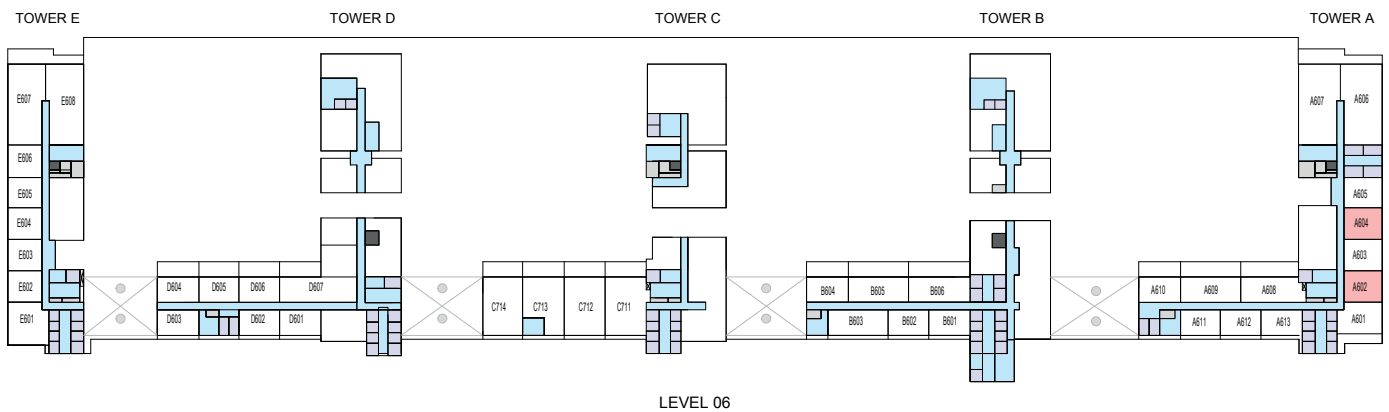 TOWER E TOWER D TOWER C TOWER B TOWER A
E607
E608
E606
E605
E604
E603
E602
E601
D604 D605 D606 D607
D603 D602 D601
C714 C713 C712 C711
B604 B605 B606
B603 B602 B601
A607
A606
A605
A604
A603
A602
A601
A610 A609 A608
A611 A612 A613
LEVEL 06